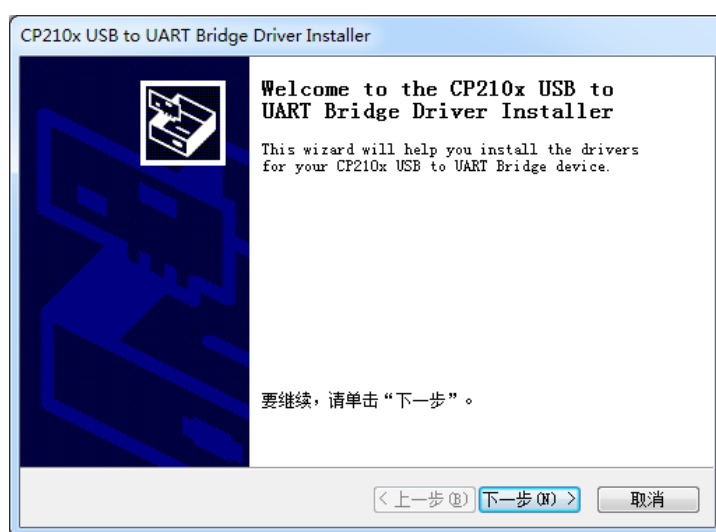 CP210x USB to UART Bridge Driver Installer
Welcome to the CP210x USB to
UART Bridge Driver Installer
This wizard will help you install the drivers
for your CP210x USB to UART Bridge device.
要继续，请单击“下一步”。
< 上一步(B) 下一步(N) > 取消